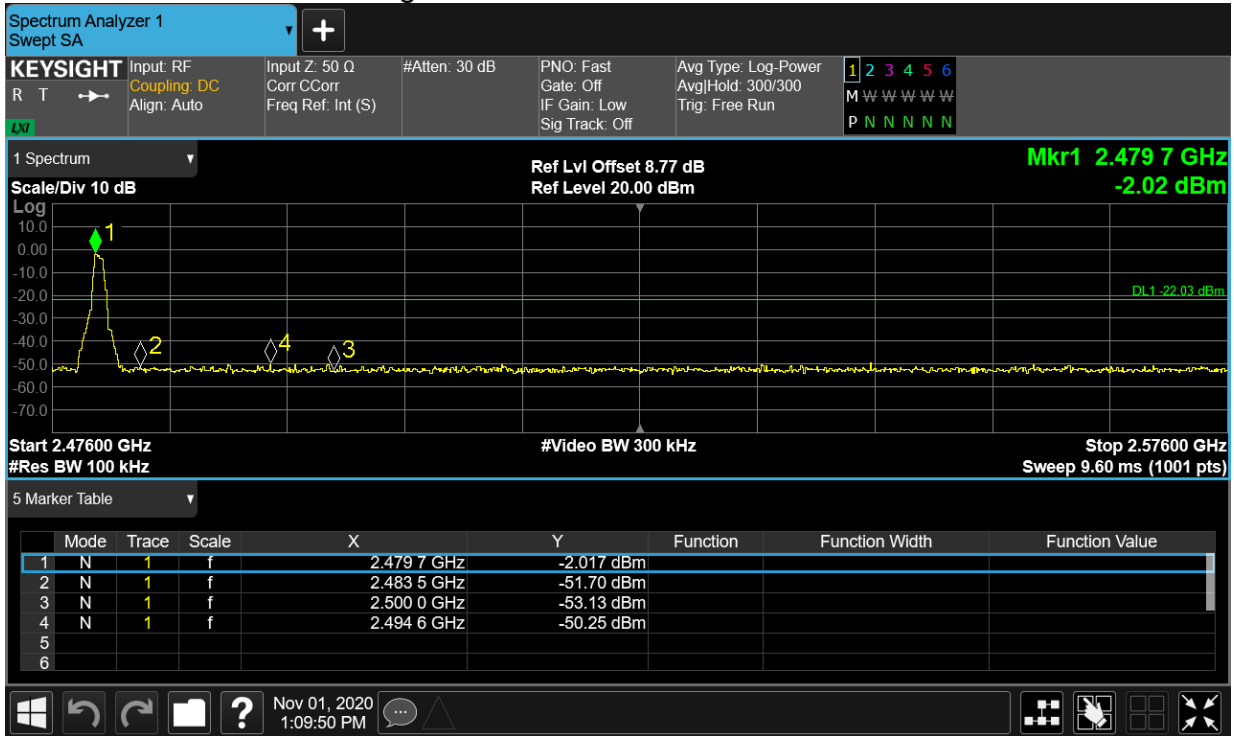 Spectrum Analyzer 1
Swept SA
+
KEYSIGHT Input: RF Input Z: 50 Ω #Atten: 30 dB PNO: Fast Avg Type: Log-Power 1 2 3 4 5 6
R T Coupling: DC Corr CCorr Gate: Off Avg|Hold: 300/300 M W W W W W
Align: Auto Freq Ref: Int (S) IF Gain: Low Trig: Free Run
LXI Sig Track: Off P N N N N N
1 Spectrum Ref Lvl Offset 8.77 dB Mkr1 2.479 7 GHz
Scale/Div 10 dB Ref Level 20.00 dBm -2.02 dBm
Log
10.0 1
0.00
-10.0
-20.0 DL1 -22.03 dBm
-30.0
-40.0 2 4 3
-50.0
-60.0
-70.0
Start 2.47600 GHz #Video BW 300 kHz Stop 2.57600 GHz
#Res BW 100 kHz Sweep 9.60 ms (1001 pts)
5 Marker Table
Mode Trace Scale X Y Function Function Width Function Value
1 N 1 f 2.479 7 GHz -2.017 dBm
2 N 1 f 2.483 5 GHz -51.70 dBm
3 N 1 f 2.500 0 GHz -53.13 dBm
4 N 1 f 2.494 6 GHz -50.25 dBm
5
6
? Nov 01, 2020
1:09:50 PM